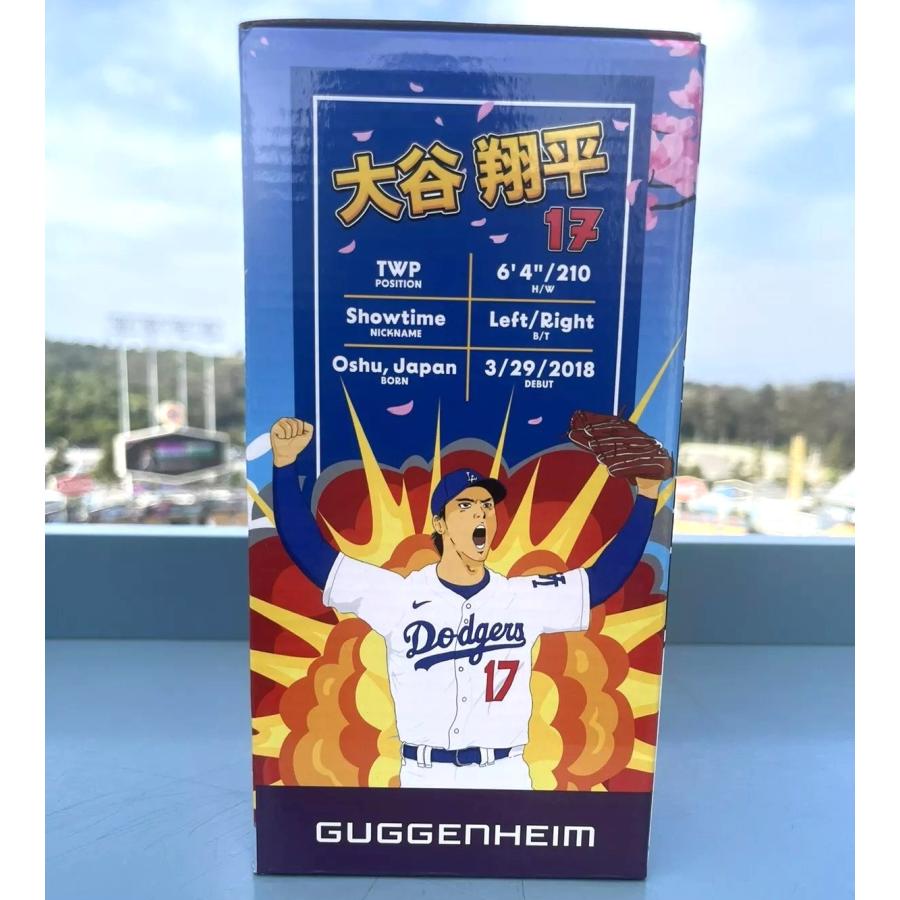 大谷 翔平
17
TWP
POSITION
6'4"/210
H/W
Showtime
NICKNAME
Left/Right
B/T
Oshu, Japan
BORN
3/29/2018
DEBUT
LA
Dodgers
17
GUGGENHEIM